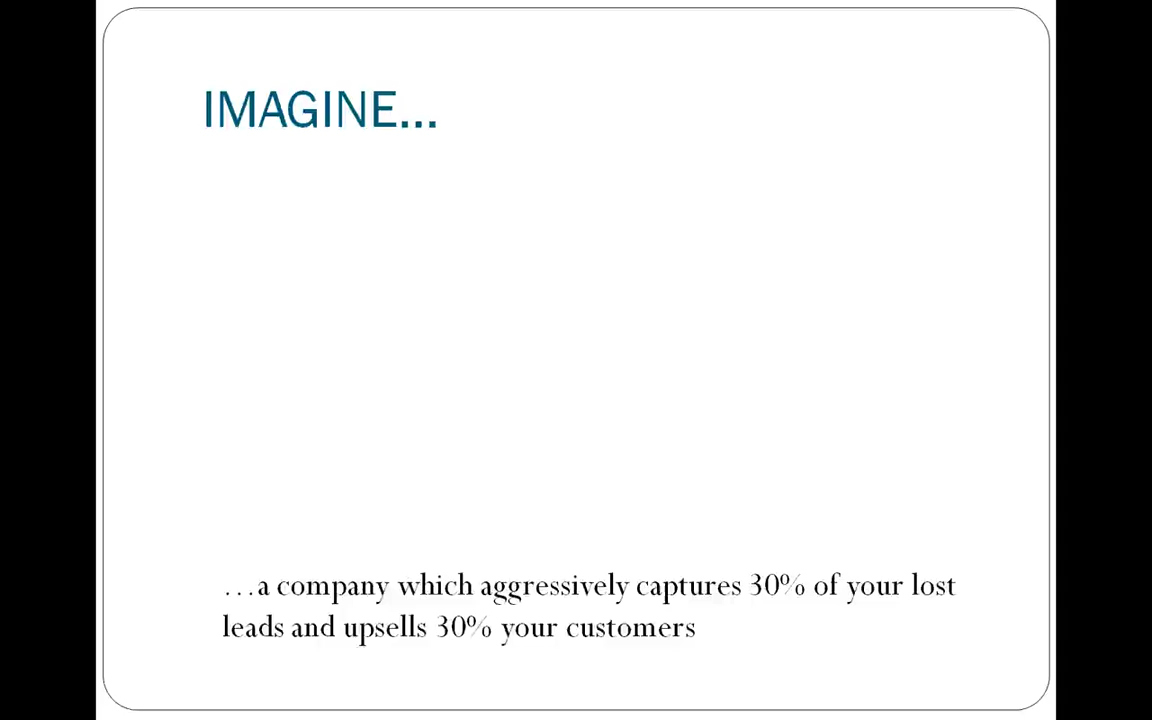 IMAGINE...
...a company which aggressively captures 30% of your lost
leads and upsells 30% your customers